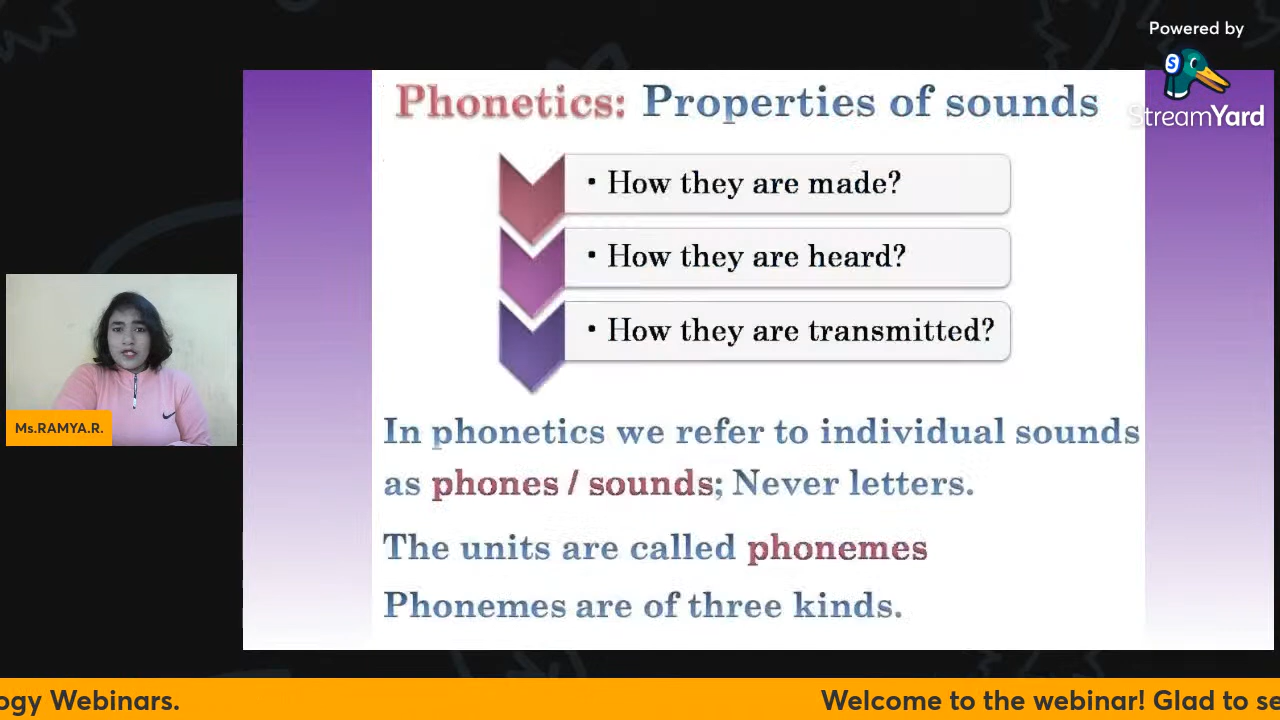 Powered by
StreamYard
Phonetics: Properties of sounds
• How they are made?
• How they are heard?
• How they are transmitted?
In phonetics we refer to individual sounds
as phones / sounds; Never letters.
The units are called phonemes
Phonemes are of three kinds.
Ms.RAMYA.R.
ogy Webinars.
Welcome to the webinar! Glad to se